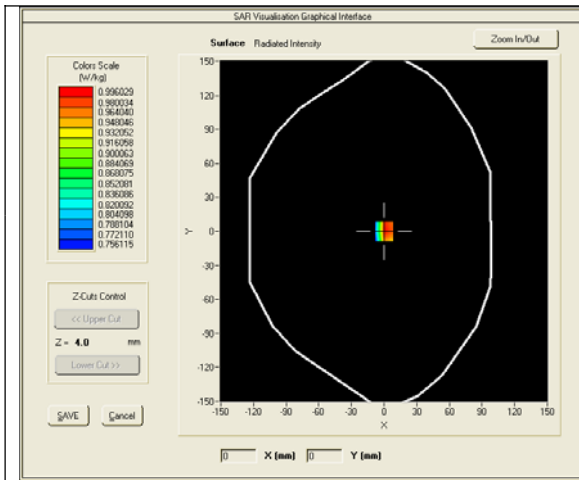 SAR Visualisation Graphical Interface
Surface Radiated Intensity
Zoom In/Out
Colors Scale
(W/kg)
0.996029
0.980034
0.964040
0.948046
0.932052
0.916058
0.900063
0.884069
0.868075
0.852081
0.836086
0.820092
0.804098
0.788104
0.772110
0.756115
Z-Cuts Control
<< Upper Cut
Z = 4.0 mm
Lower Cut >>
SAVE Cancel
150
120
90
60
30
Y
0
-30
-60
-90
-120
-150
-150 -120 -90 -60 -30 0 30 60 90 120 150
X
0 X (mm) 0 Y (mm)